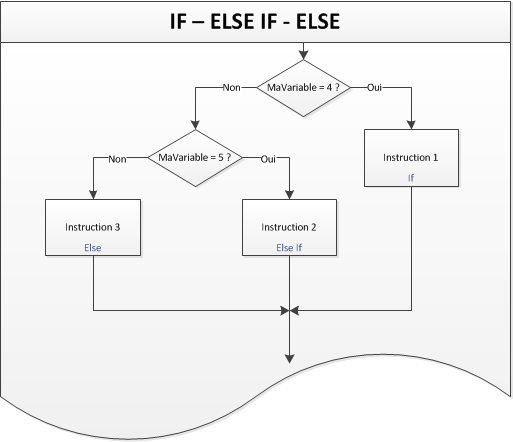 IF – ELSE IF - ELSE
MaVariable = 4 ?
Non
Oui
MaVariable = 5 ?
Instruction 1
If
Non
Oui
Instruction 3
Else
Instruction 2
Else If